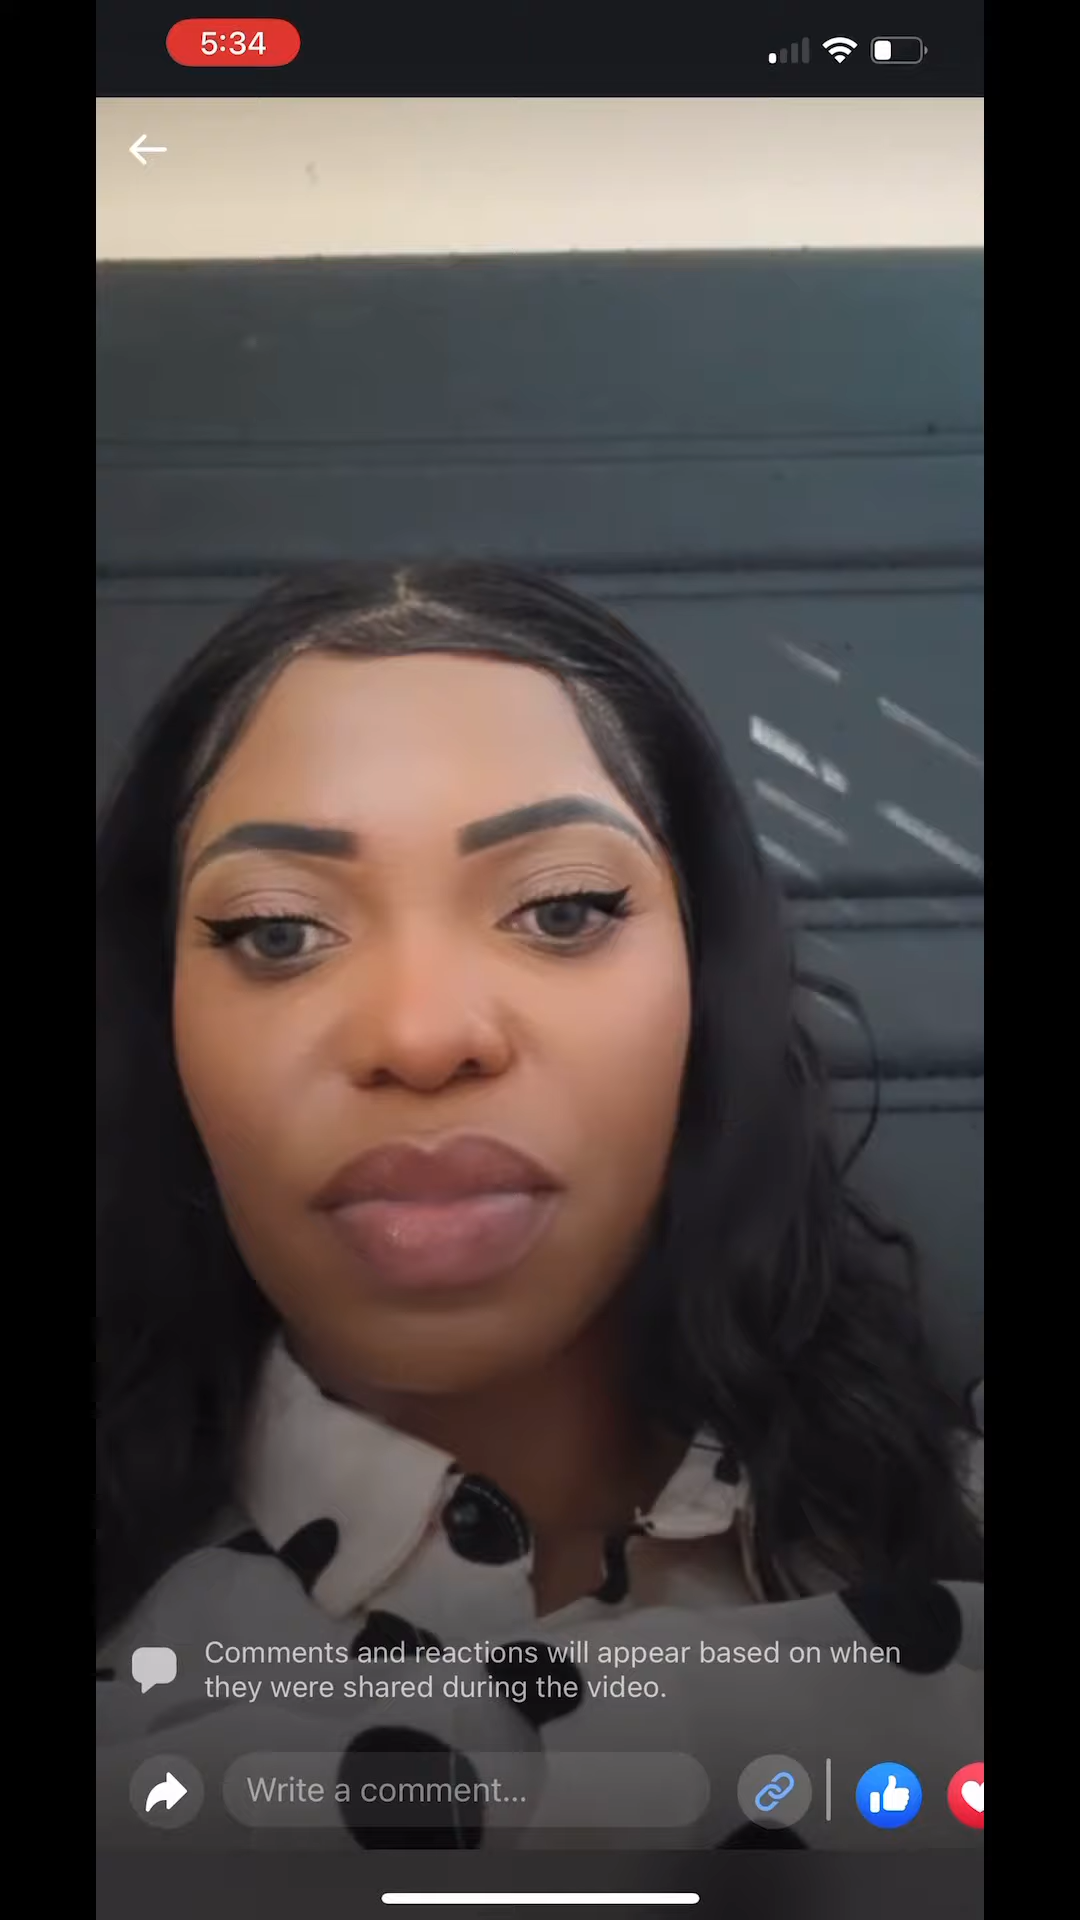 5:34
Comments and reactions will appear based on when
they were shared during the video.
Write a comment...